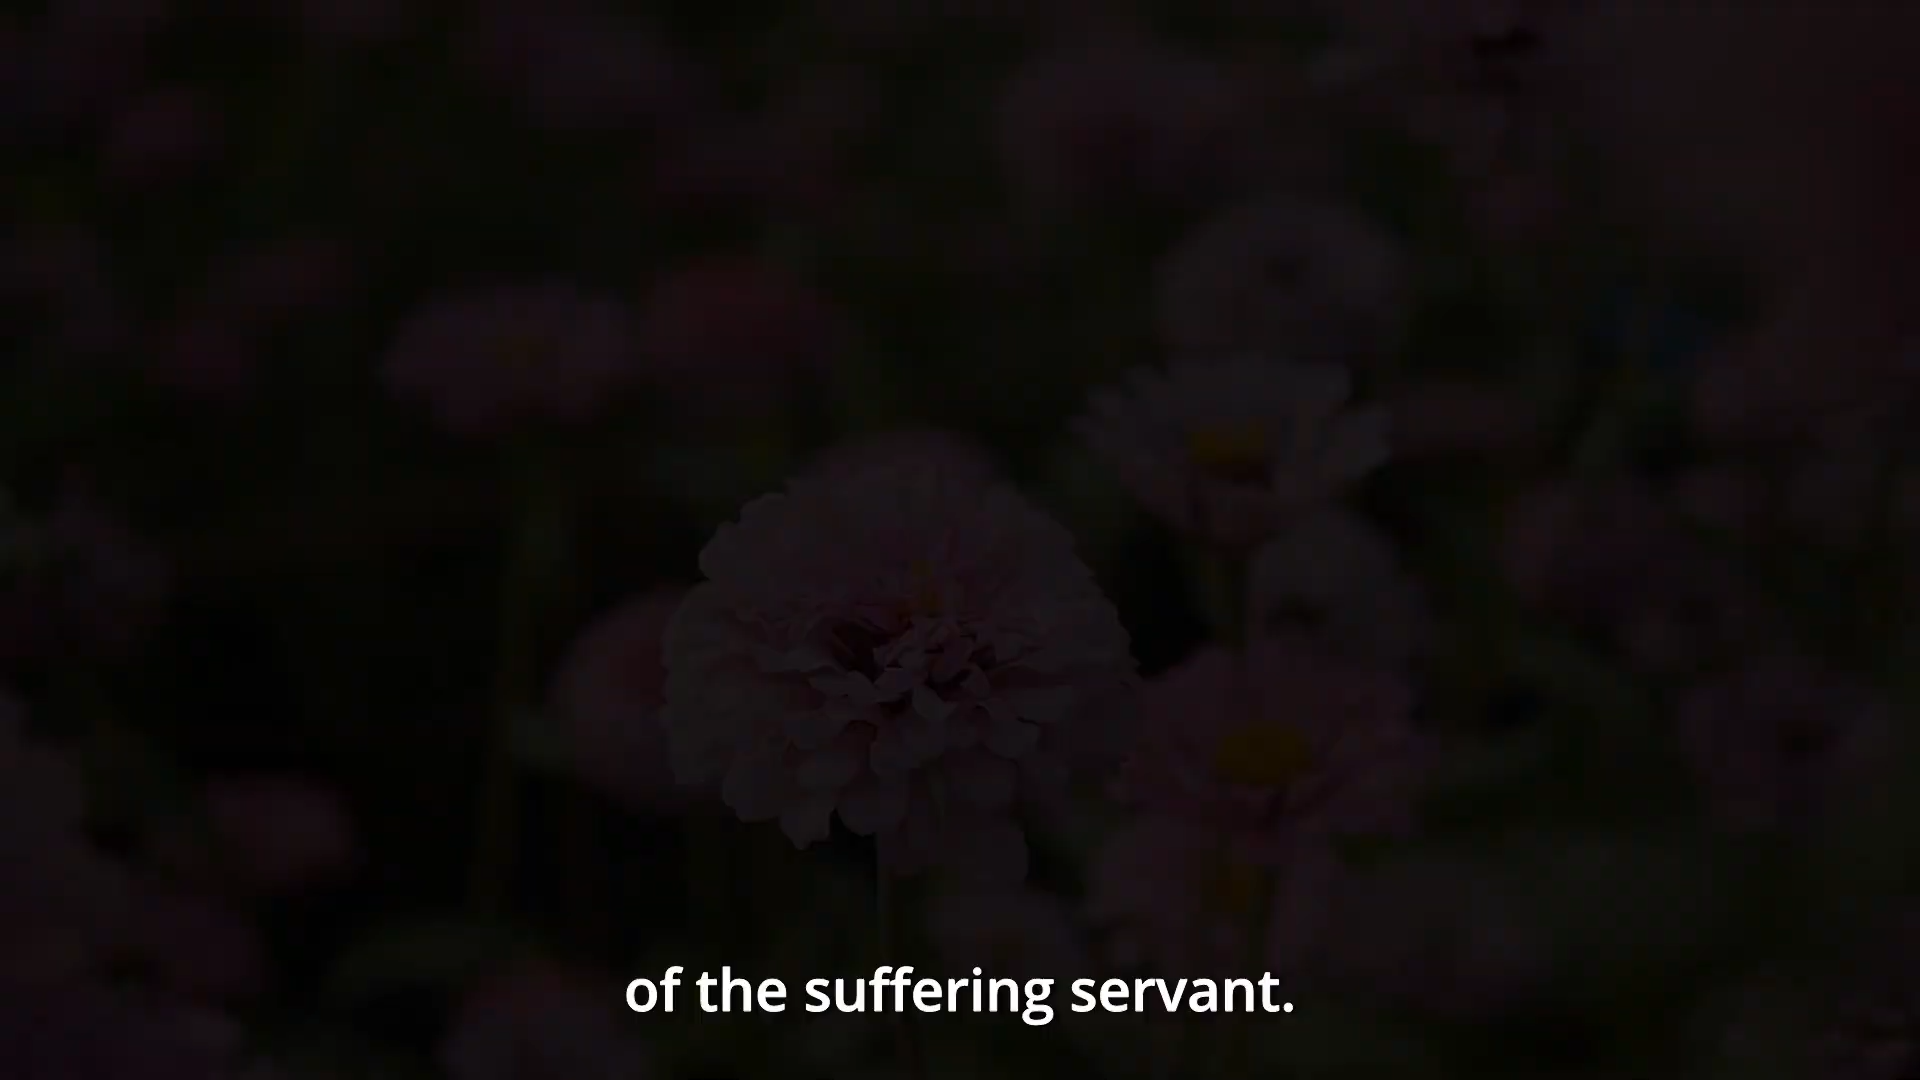 of the suffering servant.